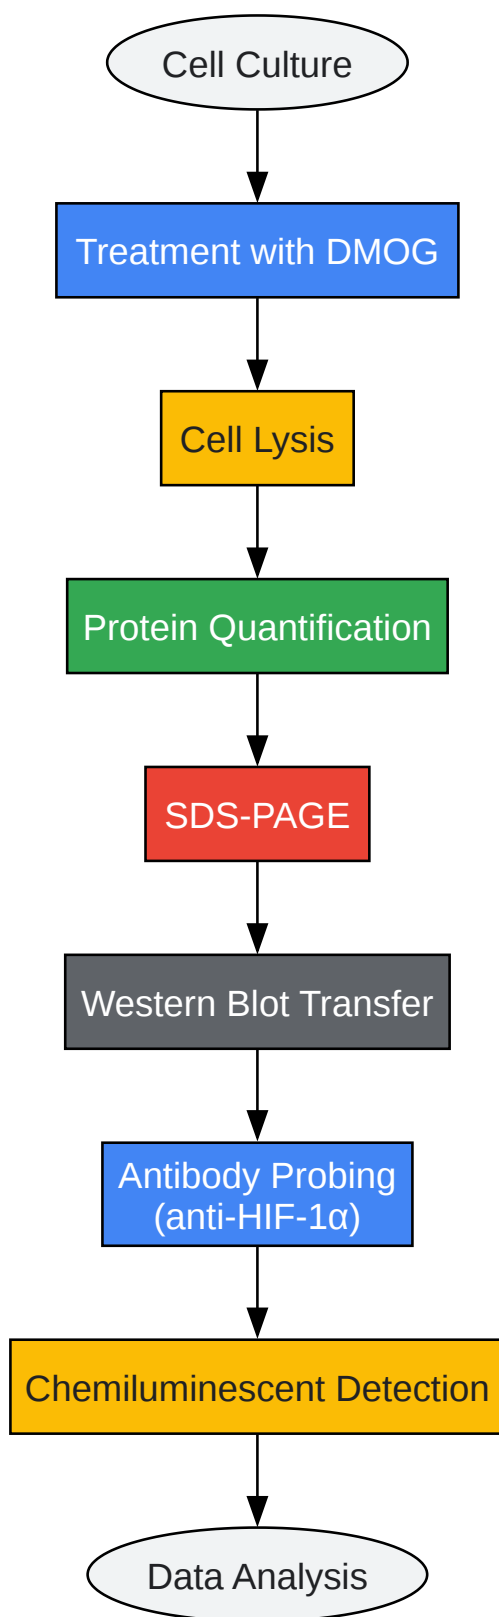 Cell Culture
Treatment with DMOG
Cell Lysis
Protein Quantification
SDS-PAGE
Western Blot Transfer
Antibody Probing
(anti-HIF-1α)
Chemiluminescent Detection
Data Analysis